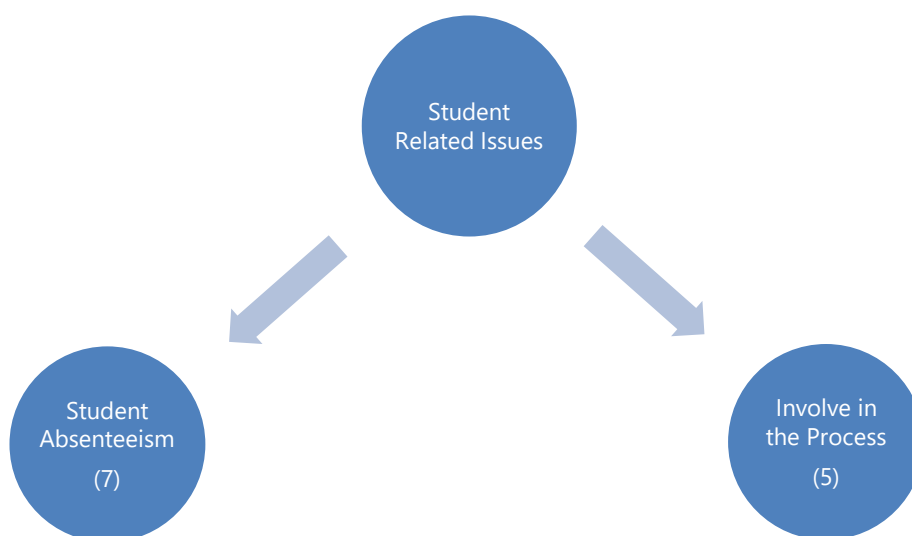 Student
Related Issues
Student
Absenteeism
(7)
Involve in
the Process
(5)